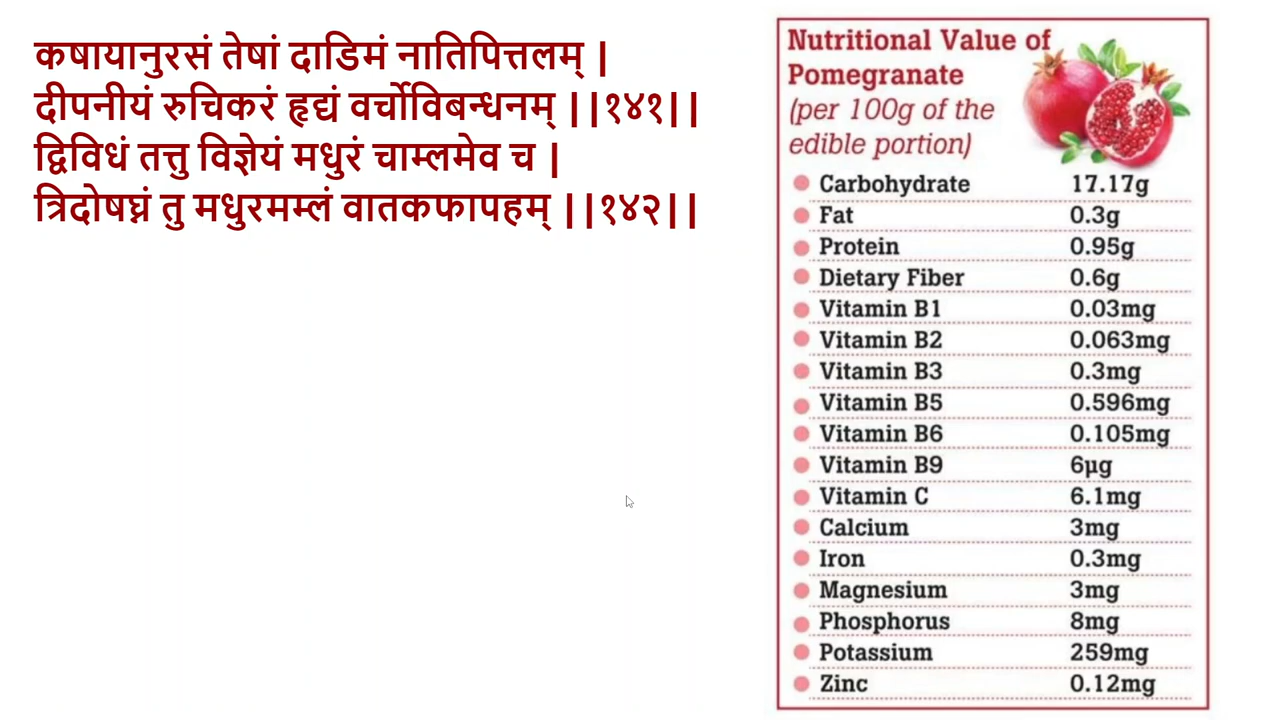 कषायानुरसं तेषां दाडिमं नातिपित्तलम् |
दीपनीयं रुचिकरं हृद्यं वर्चोविबन्धनम् ||१४१||
द्विविधं तत्तु विज्ञेयं मधुरं चाम्लमेव च |
त्रिदोषघ्नं तु मधुरमम्लं वातकफापहम् ||१४२||
Nutritional Value of
Pomegranate
(per 100g of the
edible portion)
Carbohydrate 17.17g
Fat 0.3g
Protein 0.95g
Dietary Fiber 0.6g
Vitamin B1 0.03mg
Vitamin B2 0.063mg
Vitamin B3 0.3mg
Vitamin B5 0.596mg
Vitamin B6 0.105mg
Vitamin B9 6µg
Vitamin C 6.1mg
Calcium 3mg
Iron 0.3mg
Magnesium 3mg
Phosphorus 8mg
Potassium 259mg
Zinc 0.12mg